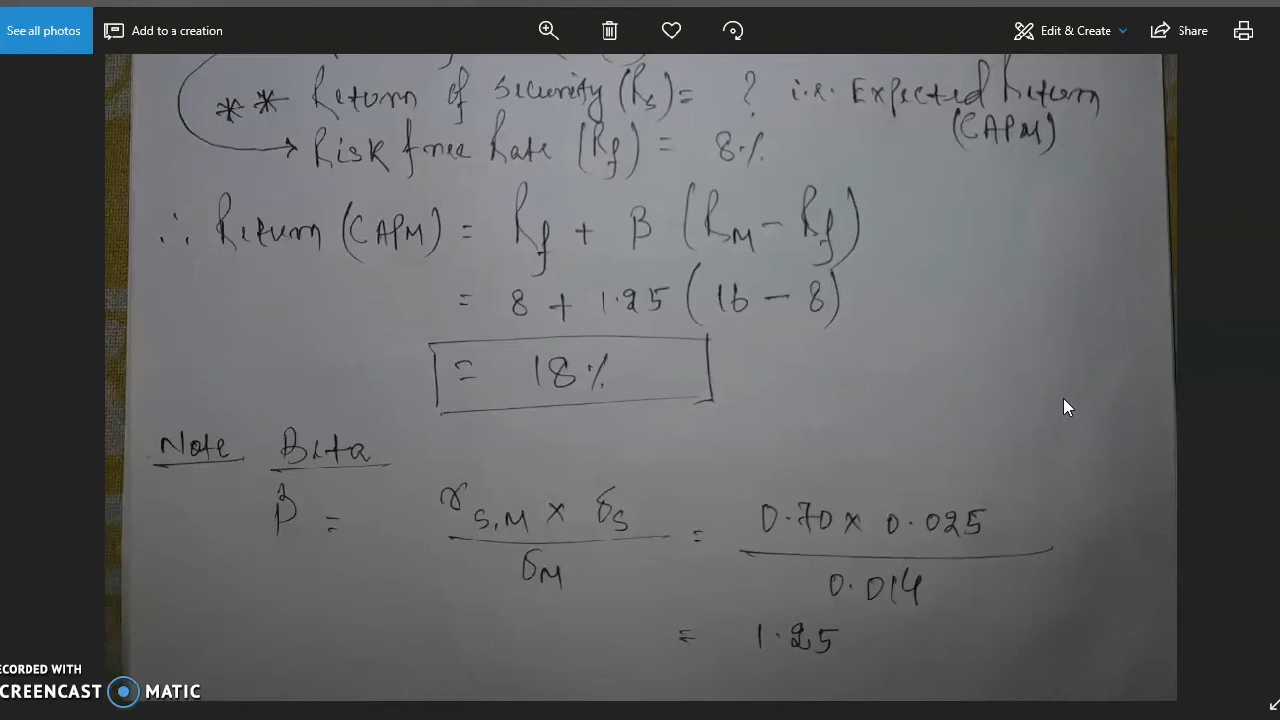 See all photos
Add to a creation
Edit & Create
Share
** Return of security (Rs) = ? i.e. Expected Return
(CAPM)
→ Risk free Rate (Rf) = 8%
∴ Return (CAPM) = Rf + β (RM - Rf)
= 8 + 1.25 (16 - 8)
= 18%
Note Beta
β = rS,M × σS / σM = 0.70 × 0.025 / 0.014
= 1.25
ECORDED WITH
CREENCAST MATIC